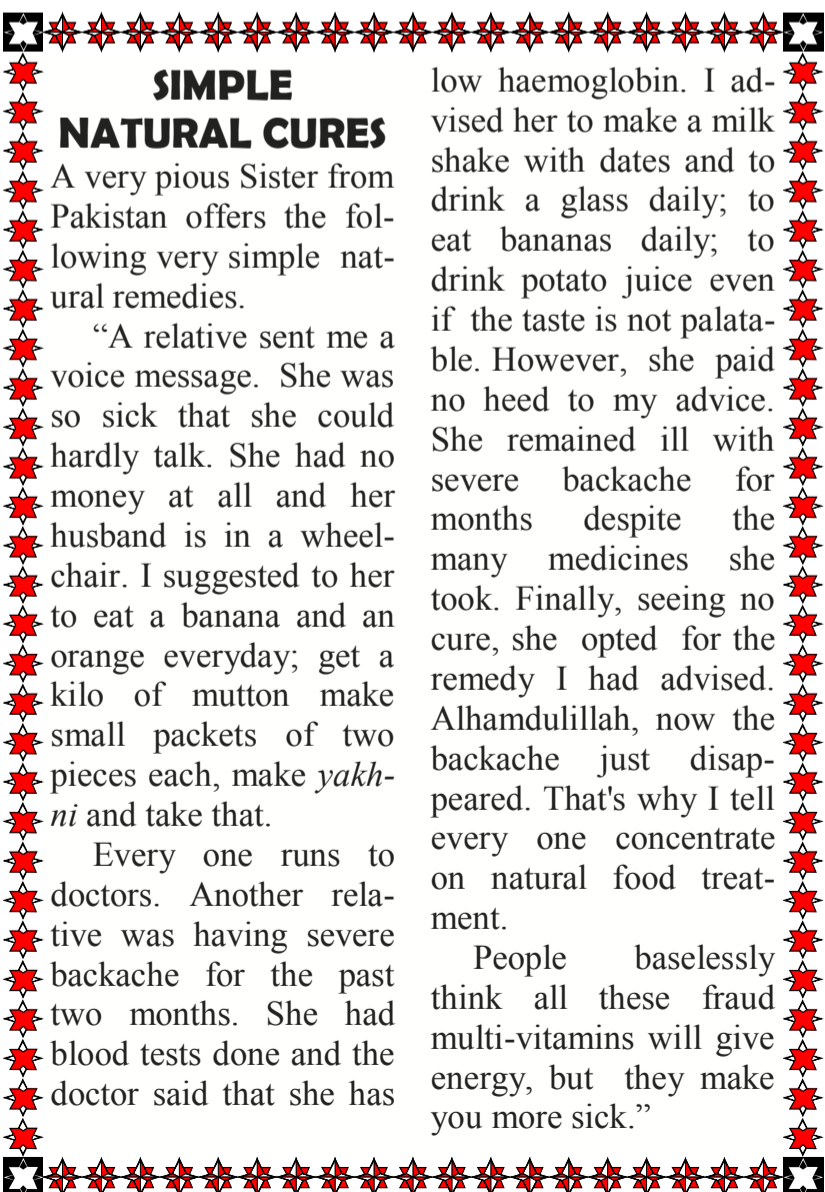 SIMPLE
NATURAL CURES
A very pious Sister from
Pakistan offers the fol-
lowing very simple nat-
ural remedies.
“A relative sent me a
voice message. She was
so sick that she could
hardly talk. She had no
money at all and her
husband is in a wheel-
chair. I suggested to her
to eat a banana and an
orange everyday; get a
kilo of mutton make
small packets of two
pieces each, make yakh-
ni and take that.
Every one runs to
doctors. Another rela-
tive was having severe
backache for the past
two months. She had
blood tests done and the
doctor said that she has
low haemoglobin. I ad-
vised her to make a milk
shake with dates and to
drink a glass daily; to
eat bananas daily; to
drink potato juice even
if the taste is not palata-
ble. However, she paid
no heed to my advice.
She remained ill with
severe backache for
months despite the
many medicines she
took. Finally, seeing no
cure, she opted for the
remedy I had advised.
Alhamdulillah, now the
backache just disap-
peared. That's why I tell
every one concentrate
on natural food treat-
ment.
People baselessly
think all these fraud
multi-vitamins will give
energy, but they make
you more sick.”